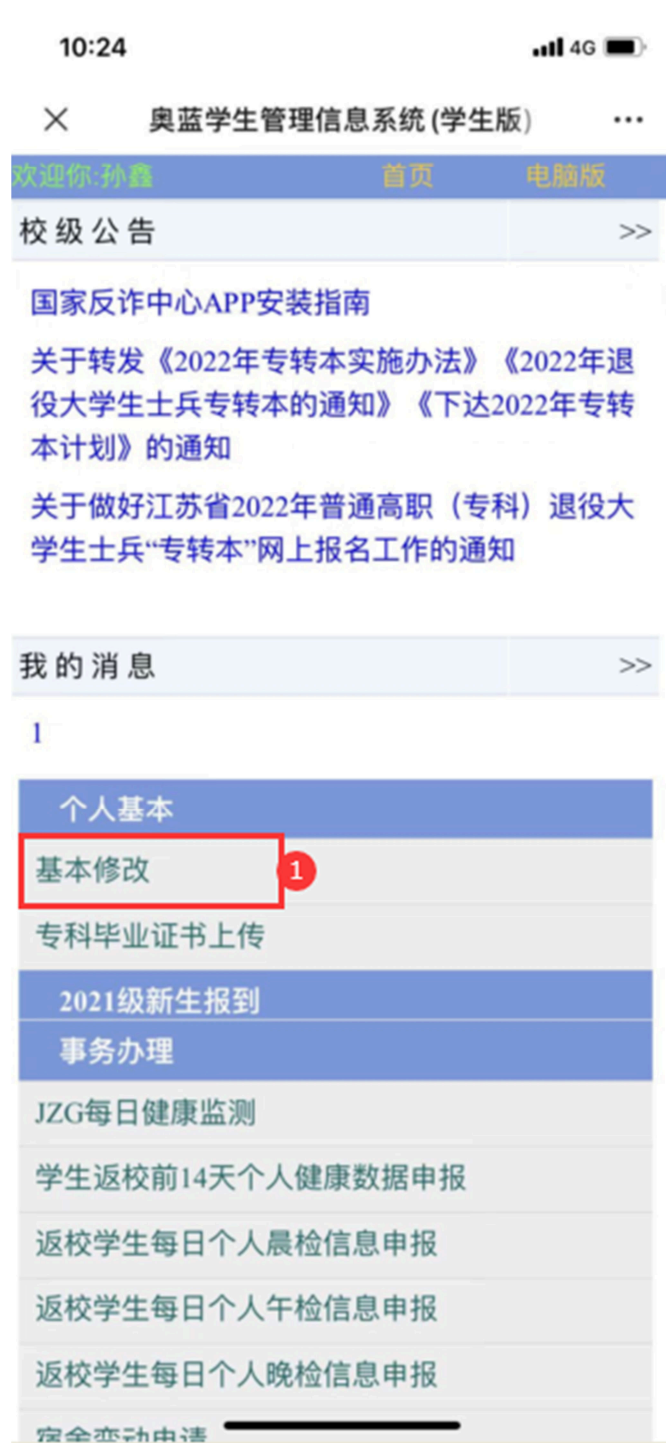 10:24
4G
奥蓝学生管理信息系统(学生版)
欢迎你:孙鑫 首页 电脑版
校级公告 >>
国家反诈中心APP安装指南
关于转发《2022年专转本实施办法》《2022年退
役大学生士兵专转本的通知》《下达2022年专转
本计划》的通知
关于做好江苏省2022年普通高职（专科）退役大
学生士兵“专转本”网上报名工作的通知
我的消息 >>
1
个人基本
基本修改 1
专科毕业证书上传
2021级新生报到
事务办理
JZG每日健康监测
学生返校前14天个人健康数据申报
返校学生每日个人晨检信息申报
返校学生每日个人午检信息申报
返校学生每日个人晚检信息申报
宿舍变动申请